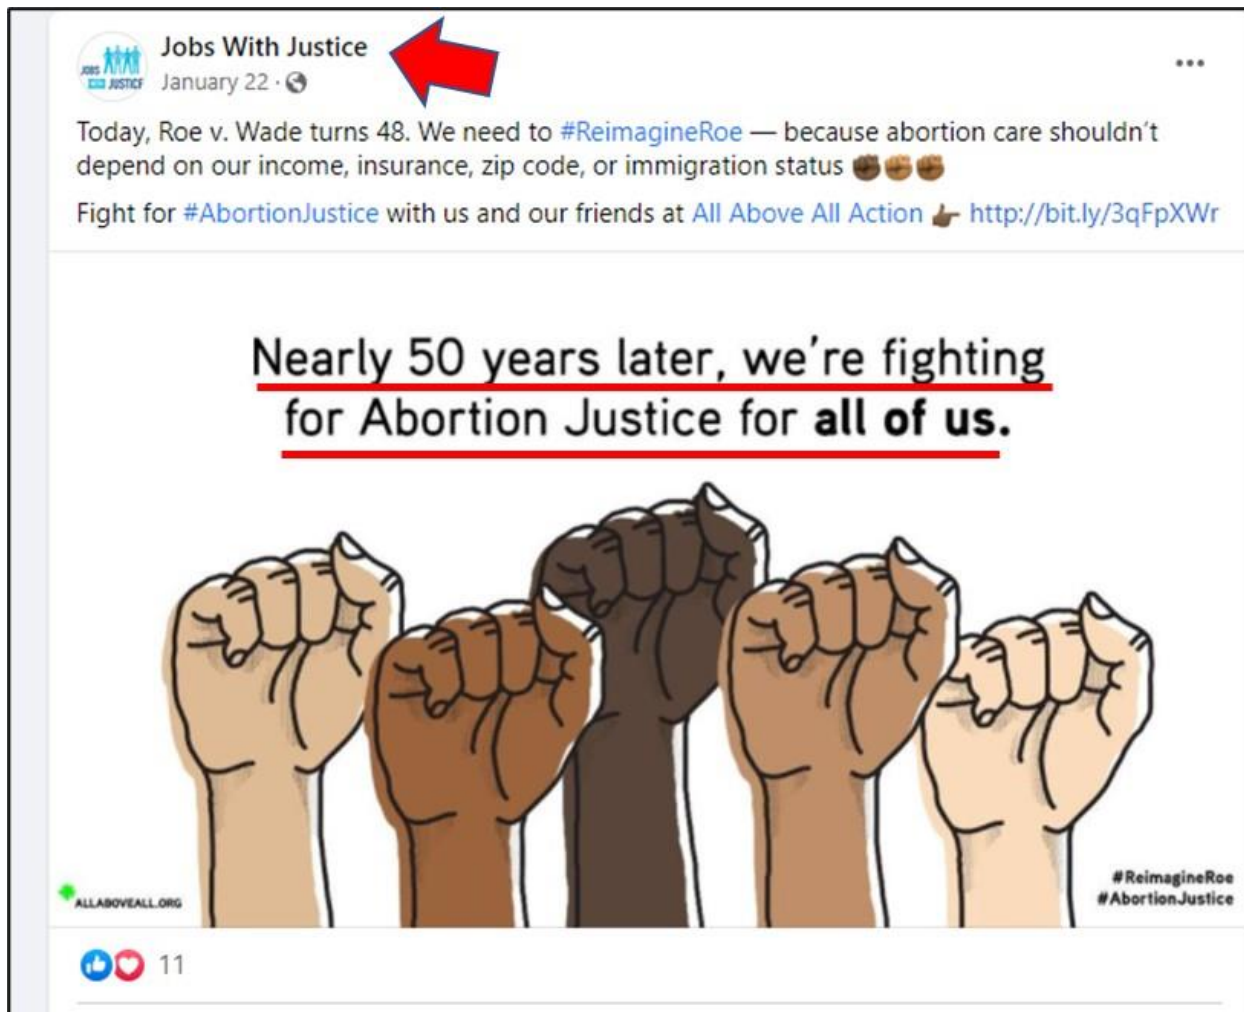 JOBS
WITH JUSTICE
Jobs With Justice
January 22 ·
Today, Roe v. Wade turns 48. We need to #ReimagineRoe — because abortion care shouldn't
depend on our income, insurance, zip code, or immigration status ✊🏿✊🏽✊🏾
Fight for #AbortionJustice with us and our friends at All Above All Action 👉🏾 http://bit.ly/3qFpXWr
Nearly 50 years later, we're fighting
for Abortion Justice for all of us.
ALLABOVEALL.ORG
#ReimagineRoe
#AbortionJustice
11